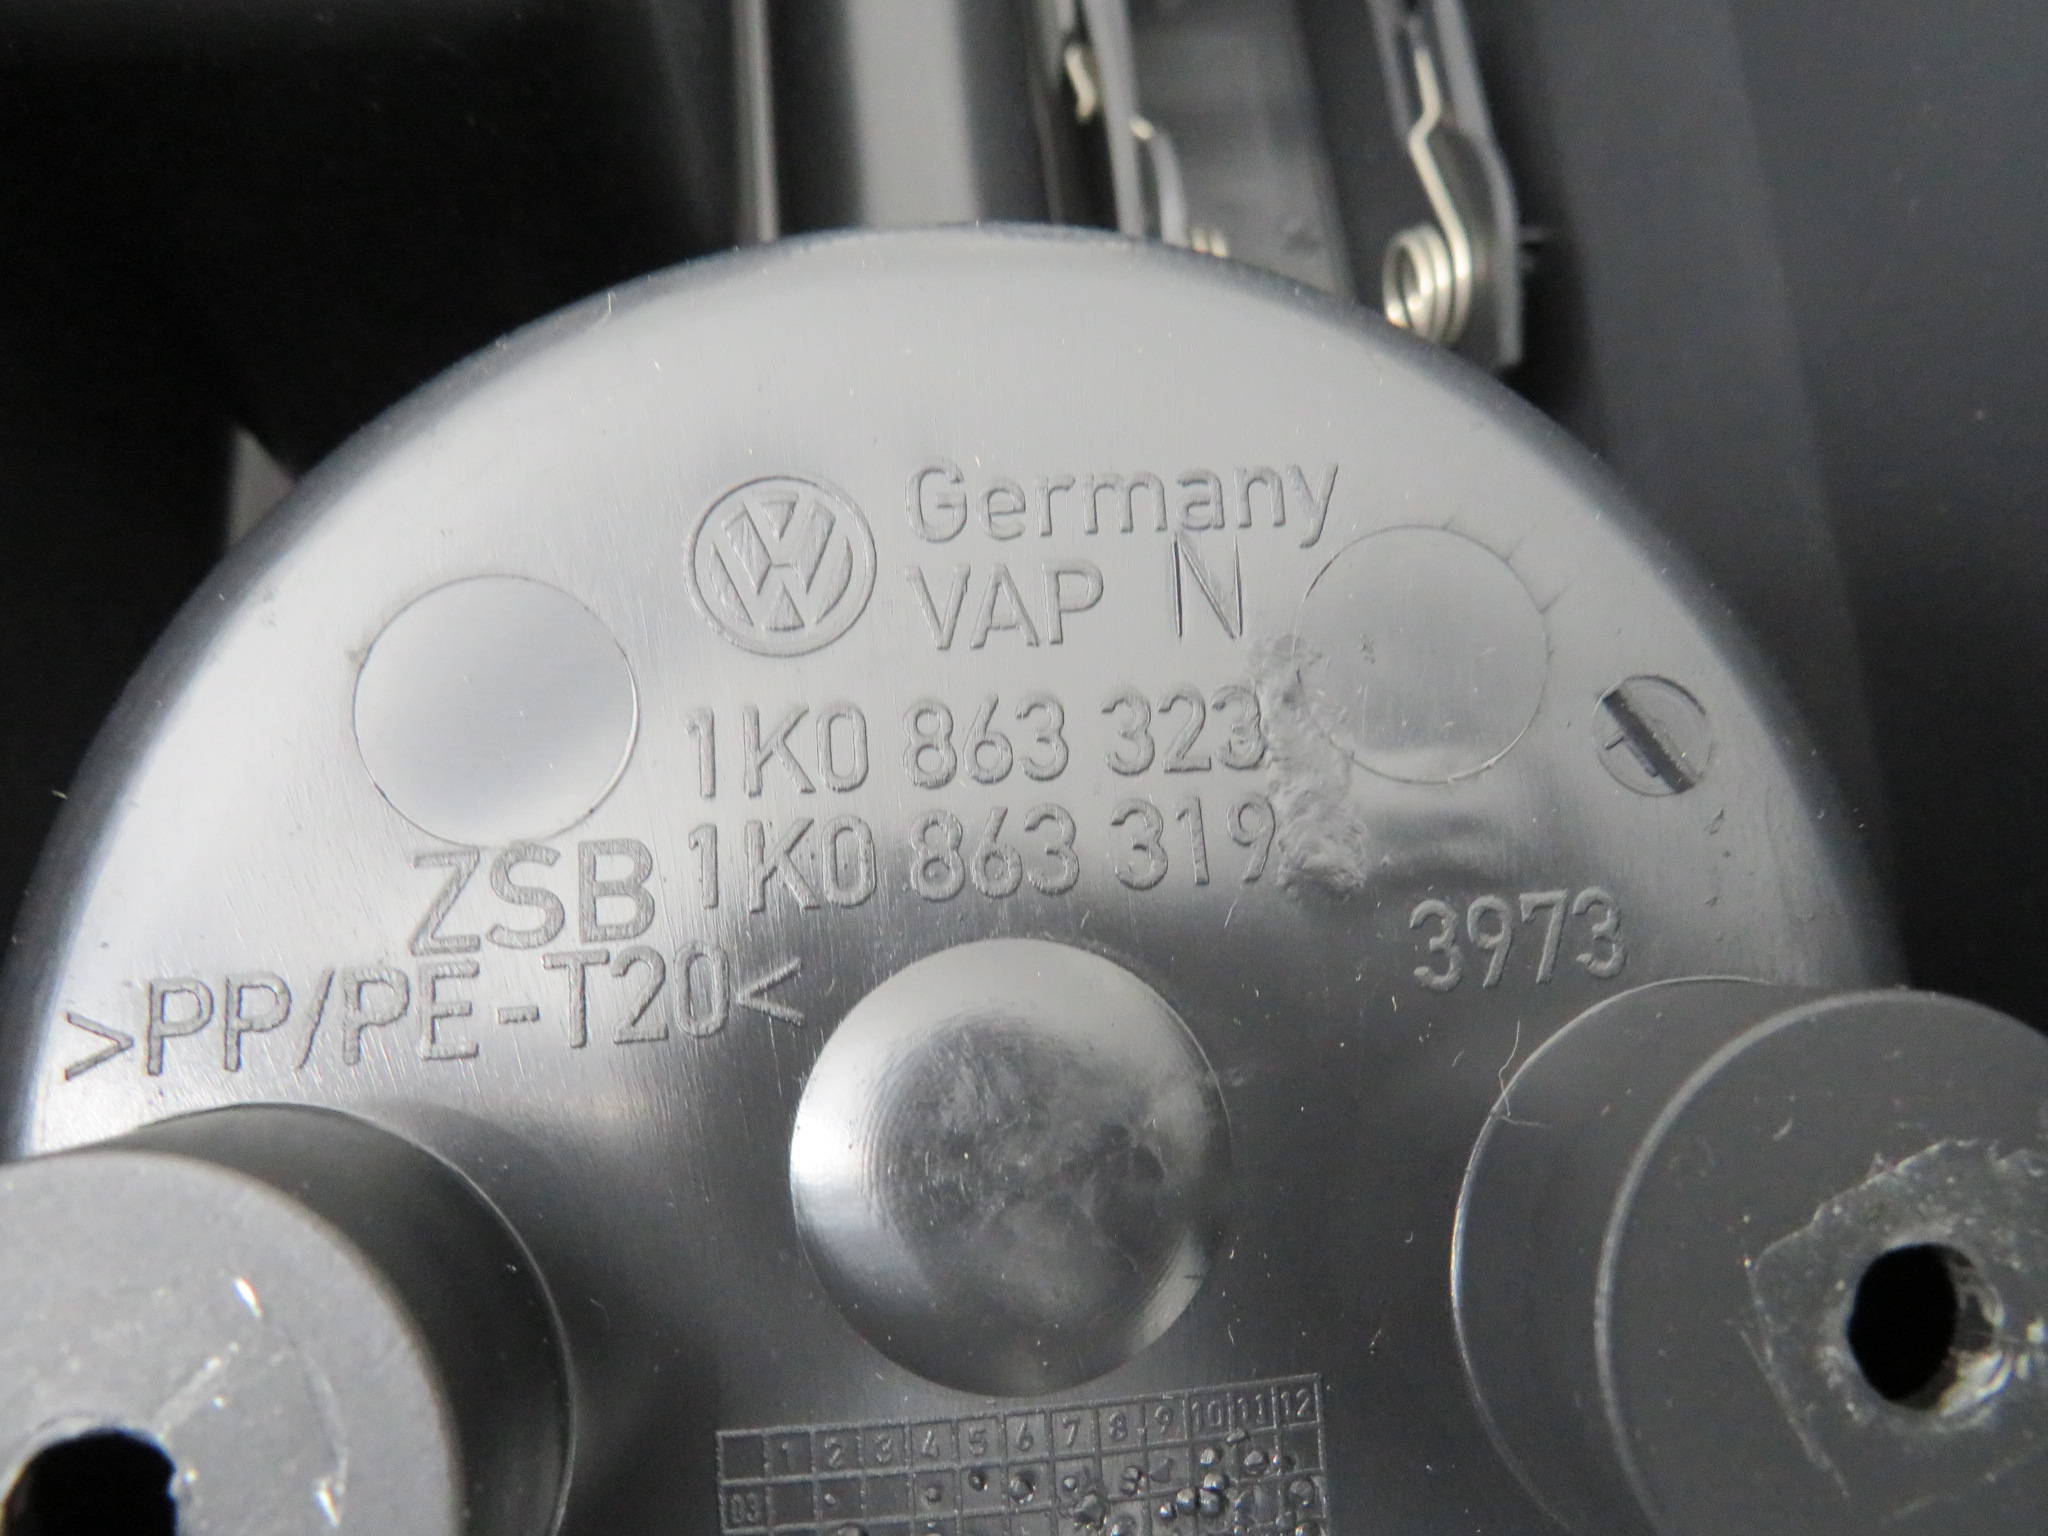 Germany
VAP N
1K0 863 323
ZSB 1K0 863 319
>PP/PE-T20<
3973
1 2 3 4 5 6 7 8 9 10 11 12
03